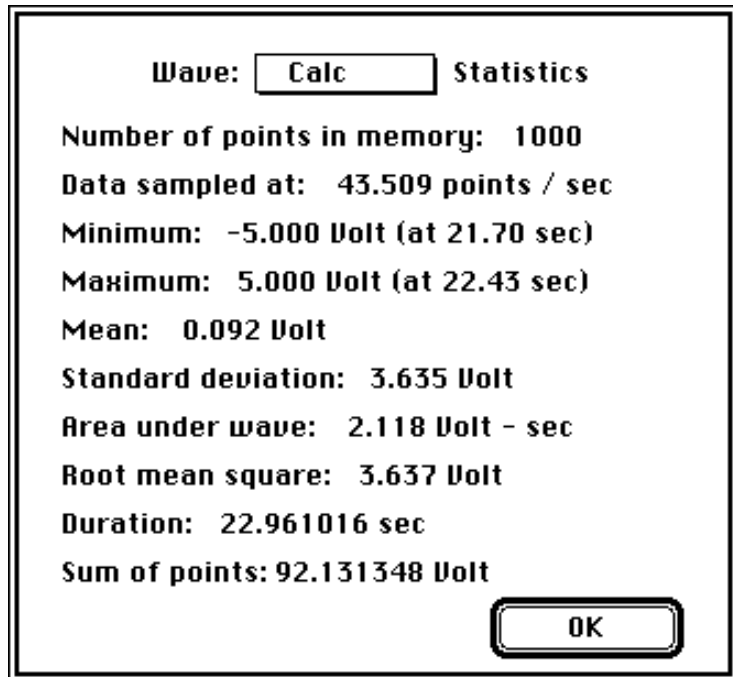 Wave: Calc Statistics
Number of points in memory: 1000
Data sampled at: 43.509 points / sec
Minimum: -5.000 Volt (at 21.70 sec)
Maximum: 5.000 Volt (at 22.43 sec)
Mean: 0.092 Volt
Standard deviation: 3.635 Volt
Area under wave: 2.118 Volt - sec
Root mean square: 3.637 Volt
Duration: 22.961016 sec
Sum of points: 92.131348 Volt
OK